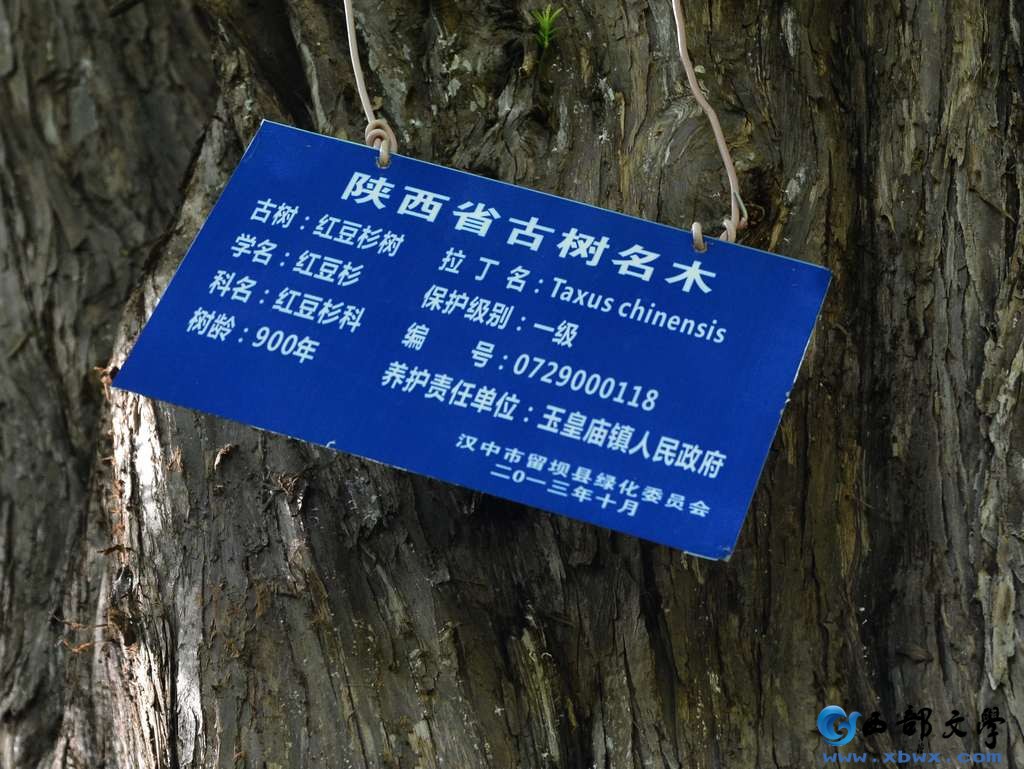 陕西省古树名木
古树：红豆杉树
学名：红豆杉
科名：红豆杉科
树龄：900年
拉丁名：Taxus chinensis
保护级别：一级
编号：0729000118
养护责任单位：玉皇庙镇人民政府
汉中市留坝县绿化委员会
二〇一三年十月
西部文學
www.xbwx.com